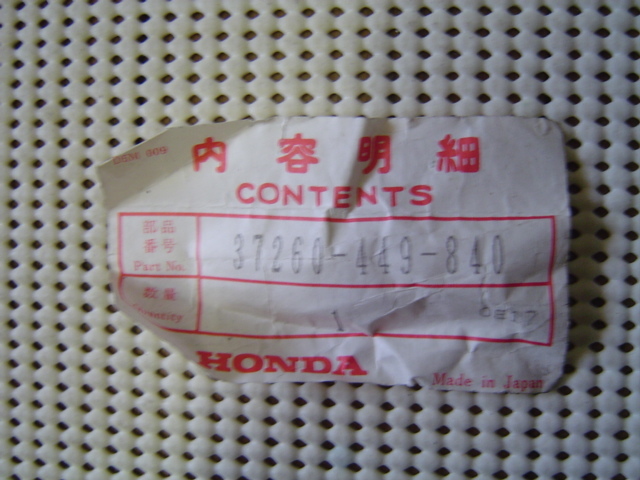 内容明細
CONTENTS
部品
番号
Part No.
37260-449-840
数量
1
HONDA
Made in Japan